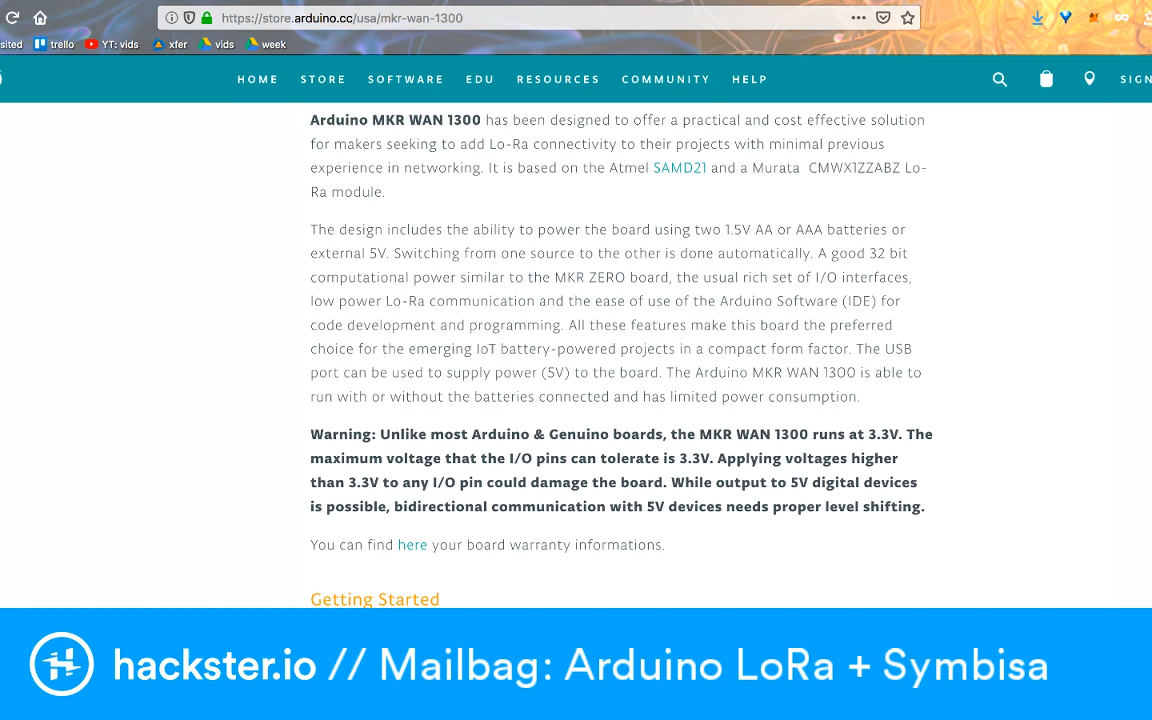 https://store.arduino.cc/usa/mkr-wan-1300
sited trello YT: vids xfer vids week
HOME STORE SOFTWARE EDU RESOURCES COMMUNITY HELP SIGN
Arduino MKR WAN 1300 has been designed to offer a practical and cost effective solution
for makers seeking to add Lo-Ra connectivity to their projects with minimal previous
experience in networking. It is based on the Atmel SAMD21 and a Murata CMWX1ZZABZ Lo-
Ra module.
The design includes the ability to power the board using two 1.5V AA or AAA batteries or
external 5V. Switching from one source to the other is done automatically. A good 32 bit
computational power similar to the MKR ZERO board, the usual rich set of I/O interfaces,
low power Lo-Ra communication and the ease of use of the Arduino Software (IDE) for
code development and programming. All these features make this board the preferred
choice for the emerging IoT battery-powered projects in a compact form factor. The USB
port can be used to supply power (5V) to the board. The Arduino MKR WAN 1300 is able to
run with or without the batteries connected and has limited power consumption.
Warning: Unlike most Arduino & Genuino boards, the MKR WAN 1300 runs at 3.3V. The
maximum voltage that the I/O pins can tolerate is 3.3V. Applying voltages higher
than 3.3V to any I/O pin could damage the board. While output to 5V digital devices
is possible, bidirectional communication with 5V devices needs proper level shifting.
You can find here your board warranty informations.
Getting Started
hackster.io // Mailbag: Arduino LoRa + Symbisa